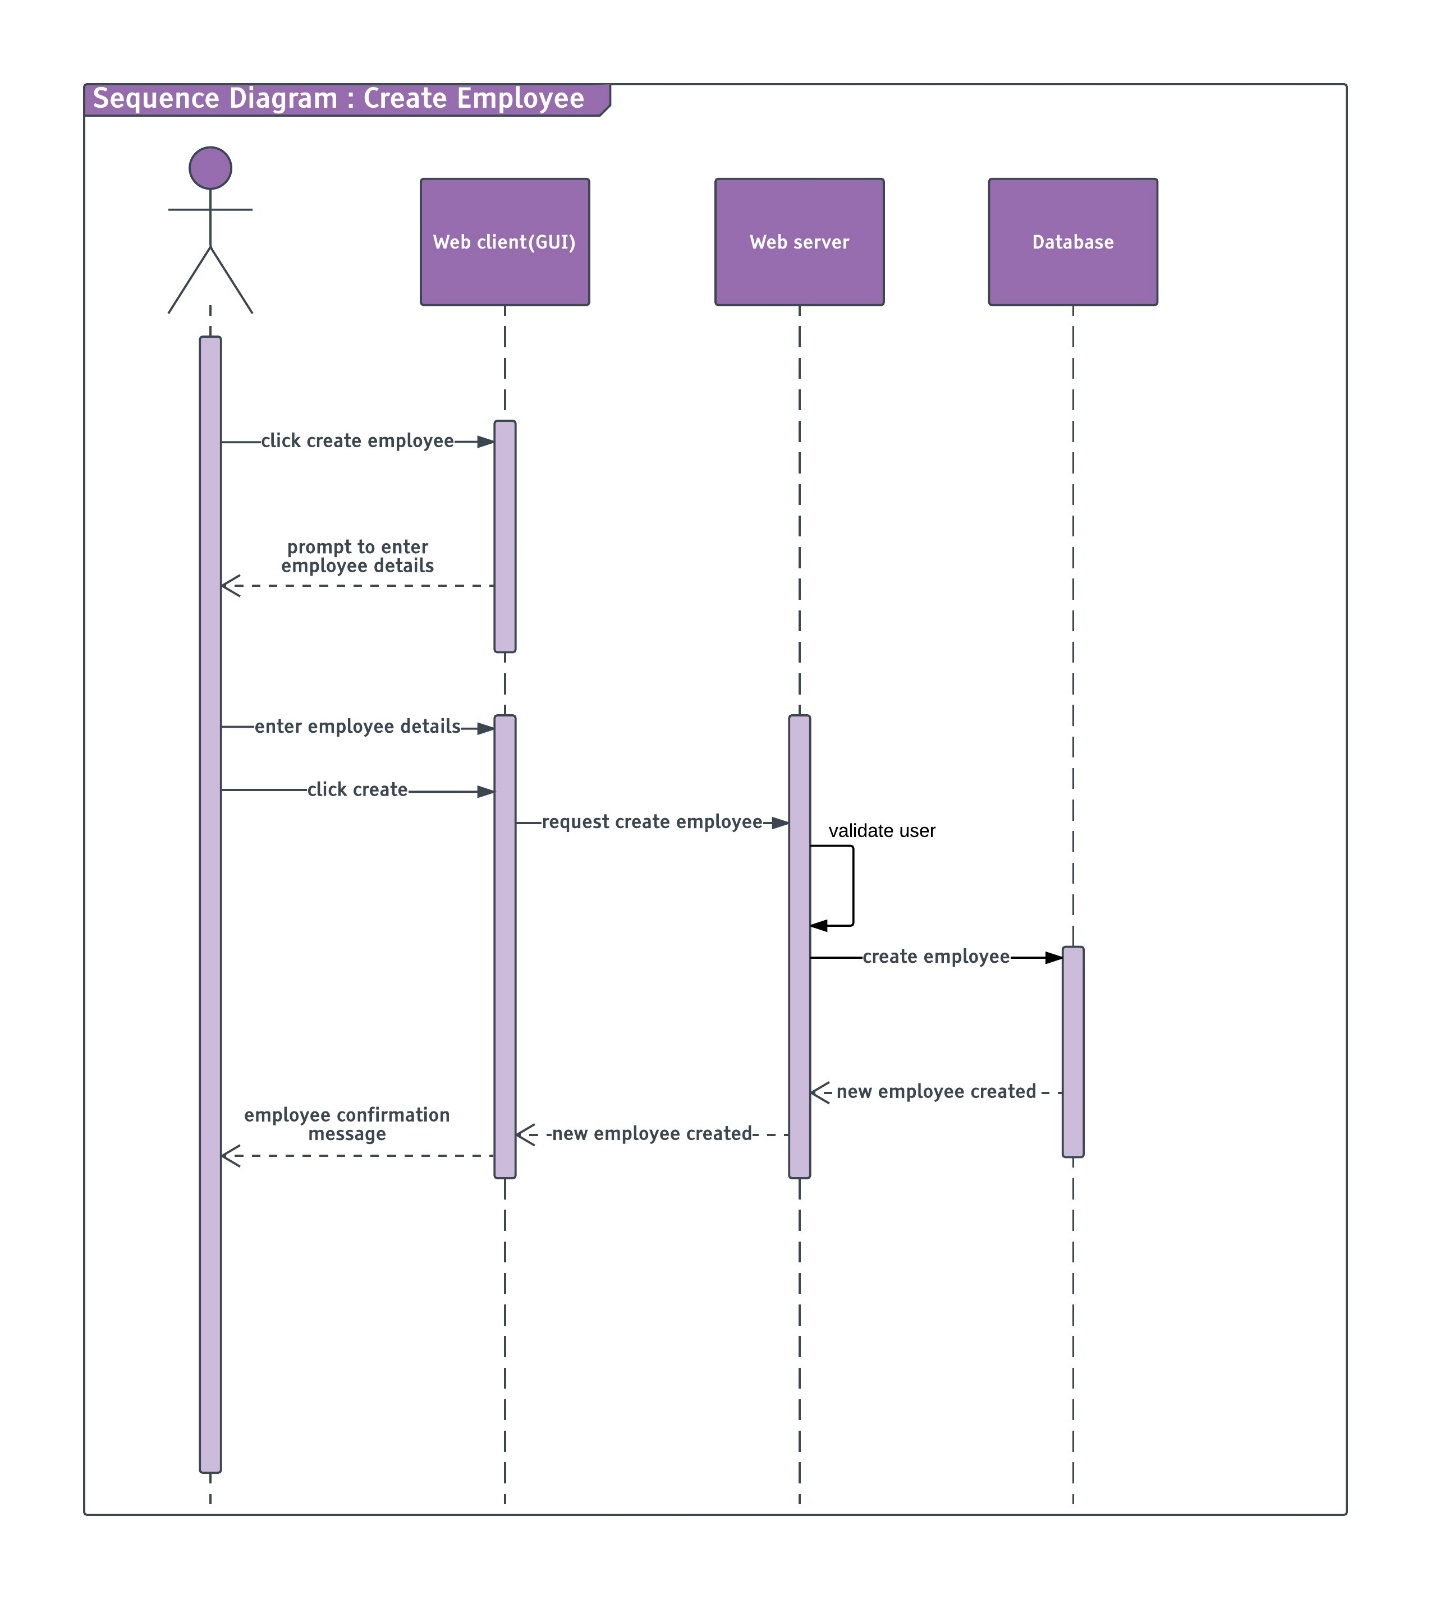 Sequence Diagram : Create Employee
Web client(GUI)
Web server
Database
click create employee
prompt to enter
employee details
enter employee details
click create
request create employee
validate user
create employee
new employee created
employee confirmation
message
new employee created